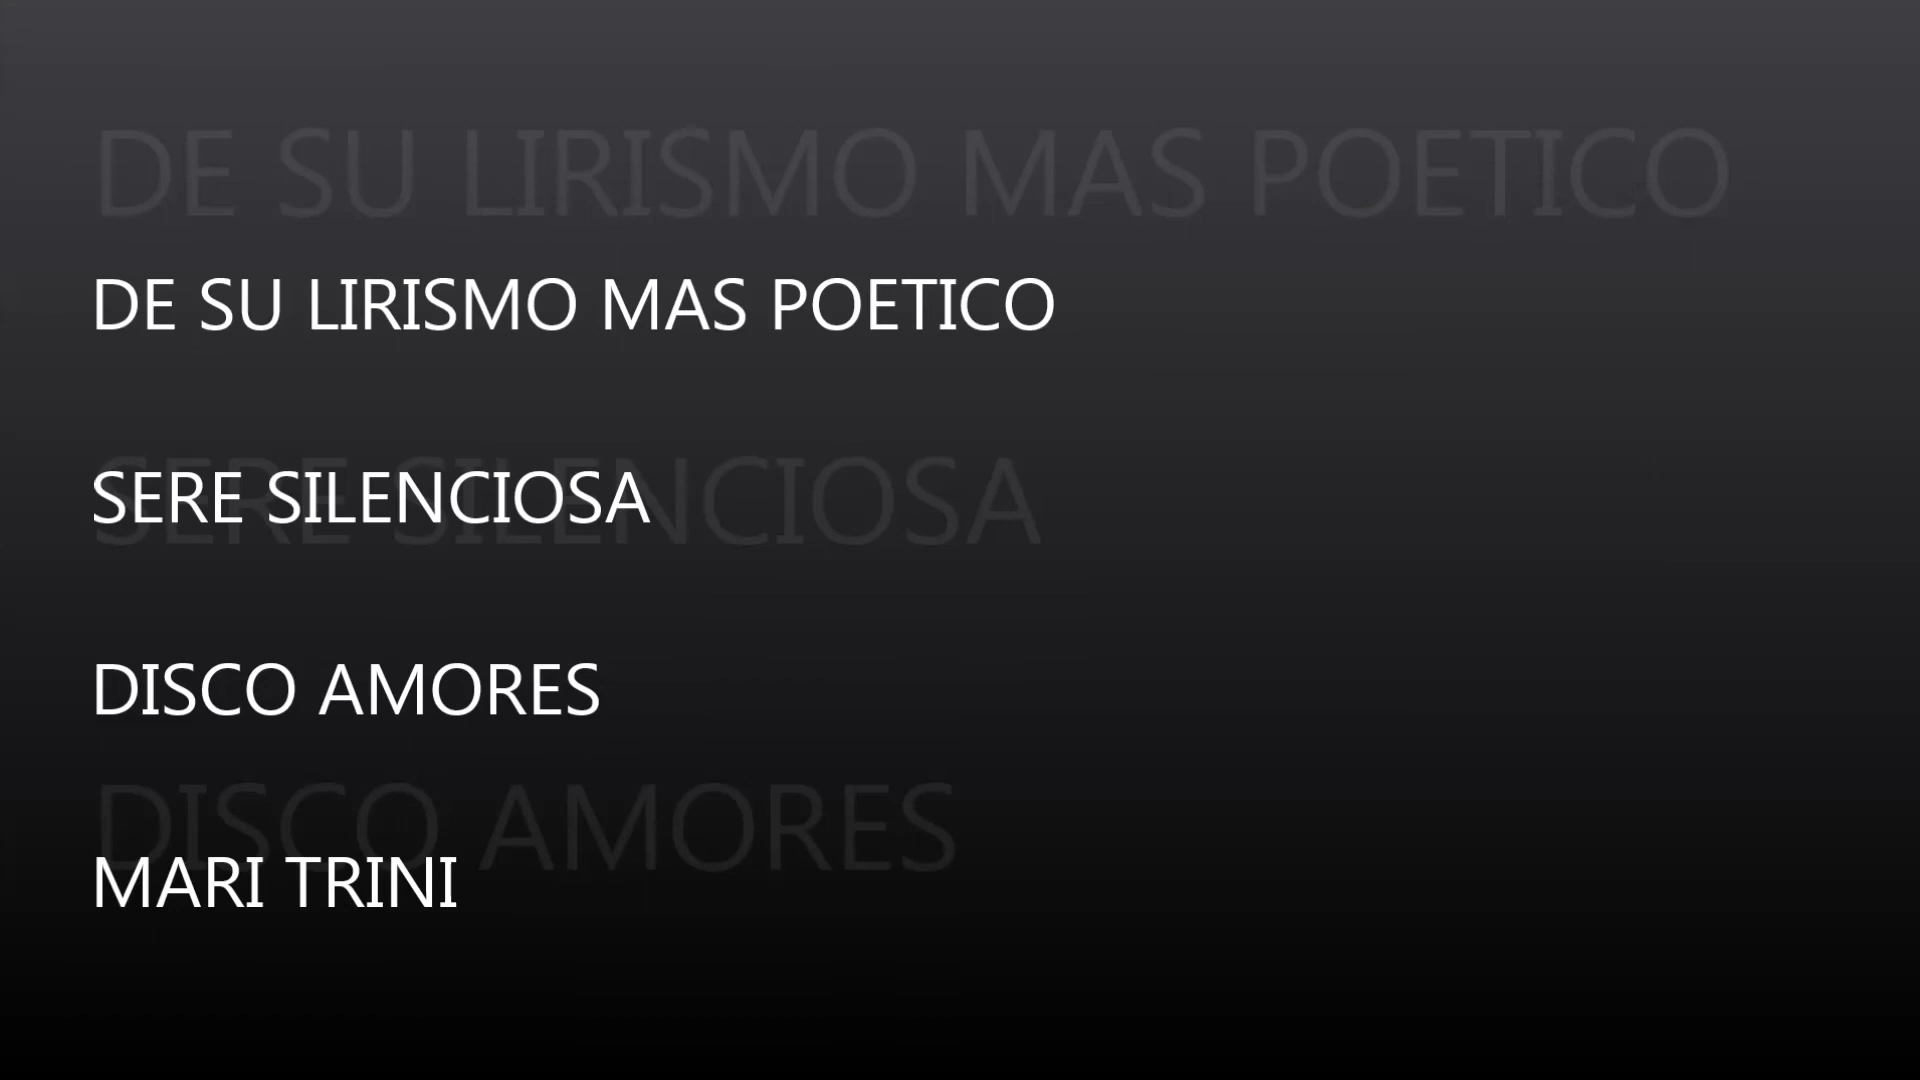 DE SU LIRISMO MAS POETICO
DE SU LIRISMO MAS POETICO
SERE SILENCIOSA
SERE SILENCIOSA
DISCO AMORES
DISCO AMORES
MARI TRINI